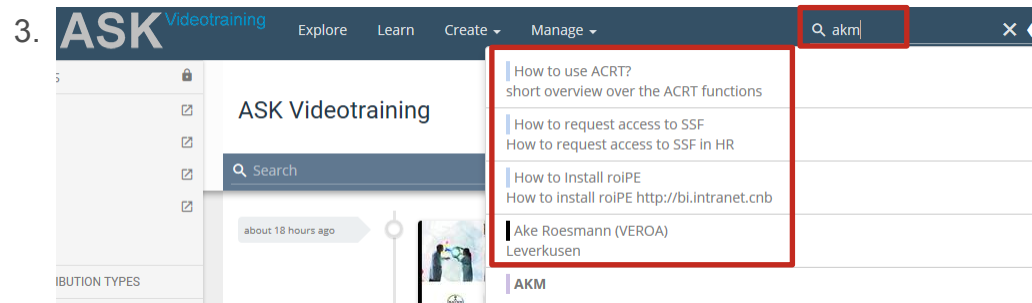 3.
ASK Videotraining
Explore Learn Create Manage
akm
S
ASK Videotraining
Search
about 18 hours ago
IBUTION TYPES
How to use ACRT?
short overview over the ACRT functions
How to request access to SSF
How to request access to SSF in HR
How to Install roiPE
How to install roiPE http://bi.intranet.cnb
Ake Roesmann (VEROA)
Leverkusen
AKM